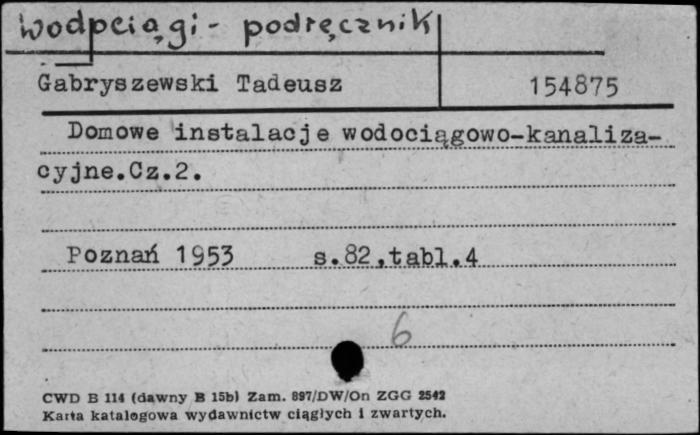 wodociągi - podręcznik
Gabryszewski Tadeusz
154875
Domowe instalacje wodociągowo-kanaliza-
cyjne.Cz.2.
Poznań 1953 s.82,tabl.4
6
CWD B 114 (dawny B 15b) Zam. 897/DW/On ZGG 2542
Karta katalogowa wydawnictw ciągłych i zwartych.